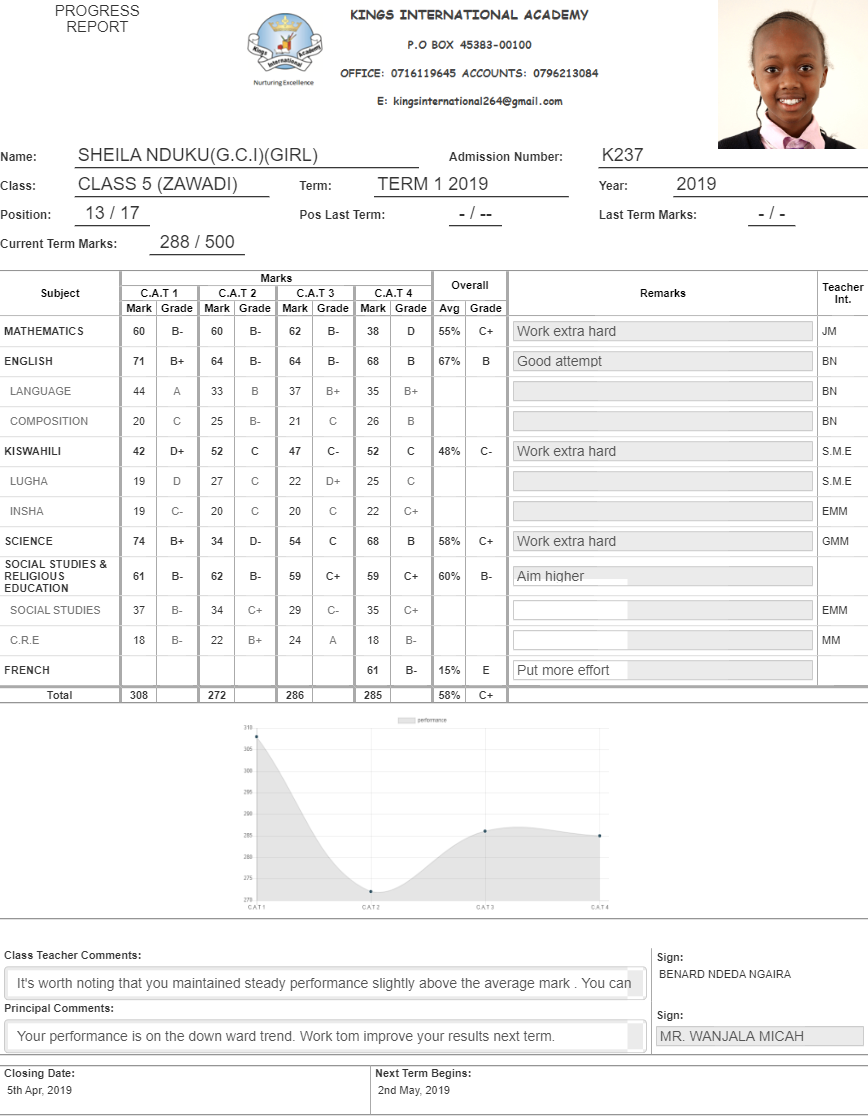 PROGRESS
REPORT
KINGS INTERNATIONAL ACADEMY
P.O BOX 45383-00100
OFFICE: 0716119645 ACCOUNTS: 0796213084
E: kingsinternational264@gmail.com
Kings Academy
International
Nurturing Excellence
Name: SHEILA NDUKU(G.C.I)(GIRL) Admission Number: K237
Class: CLASS 5 (ZAWADI) Term: TERM 1 2019 Year: 2019
Position: 13 / 17 Pos Last Term: - / -- Last Term Marks: - / -
Current Term Marks: 288 / 500
Subject Marks Overall Remarks Teacher Int.
C.A.T 1 C.A.T 2 C.A.T 3 C.A.T 4
Mark Grade Mark Grade Mark Grade Mark Grade Avg Grade
MATHEMATICS 60 B- 60 B- 62 B- 38 D 55% C+ Work extra hard JM
ENGLISH 71 B+ 64 B- 64 B- 68 B 67% B Good attempt BN
LANGUAGE 44 A 33 B 37 B+ 35 B+ BN
COMPOSITION 20 C 25 B- 21 C 26 B BN
KISWAHILI 42 D+ 52 C 47 C- 52 C 48% C- Work extra hard S.M.E
LUGHA 19 D 27 C 22 D+ 25 C S.M.E
INSHA 19 C- 20 C 20 C 22 C+ EMM
SCIENCE 74 B+ 34 D- 54 C 68 B 58% C+ Work extra hard GMM
SOCIAL STUDIES &
RELIGIOUS
EDUCATION 61 B- 62 B- 59 C+ 59 C+ 60% B- Aim higher
SOCIAL STUDIES 37 B- 34 C+ 29 C- 35 C+ EMM
C.R.E 18 B- 22 B+ 24 A 18 B- MM
FRENCH 61 B- 15% E Put more effort
Total 308 272 286 285 58% C+
performance
310
305
300
295
290
285
280
275
270
C.A.T 1 C.A.T 2 C.A.T 3 C.A.T 4
Class Teacher Comments:
It's worth noting that you maintained steady performance slightly above the average mark . You can
Sign:
BENARD NDEDA NGAIRA
Principal Comments:
Your performance is on the down ward trend. Work tom improve your results next term.
Sign:
MR. WANJALA MICAH
Closing Date:
5th Apr, 2019
Next Term Begins:
2nd May, 2019